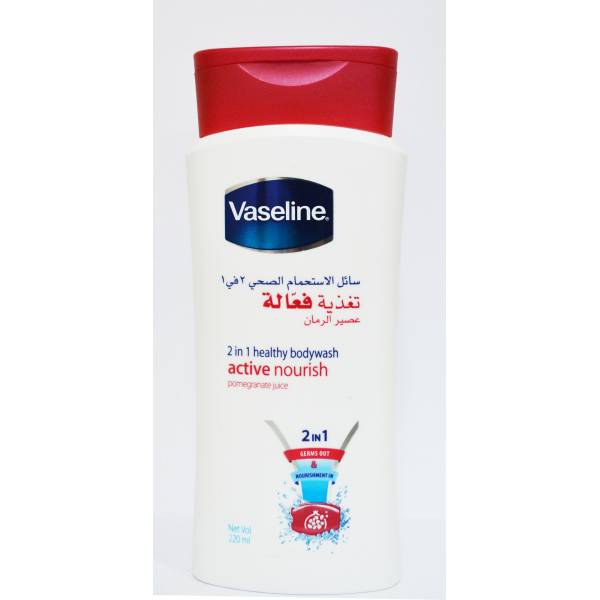 Vaseline
سائل الاستحمام الصحي ٢ في ١
تغذية فعّالة
عصير الرمان
2 in 1 healthy bodywash
active nourish
pomegranate juice
2 IN 1
GERMS OUT
&
NOURISHMENT IN
Net Vol
220 ml